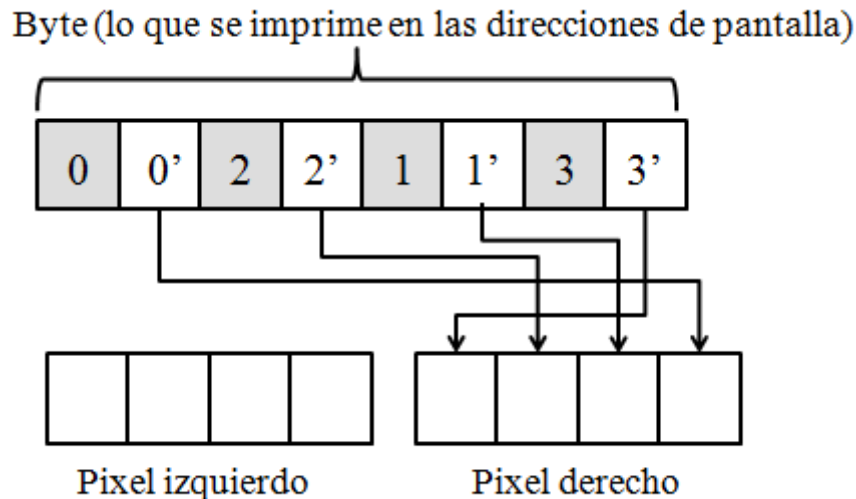 Byte (lo que se imprime en las direcciones de pantalla)
0 0’ 2 2’ 1 1’ 3 3’
Pixel izquierdo Pixel derecho